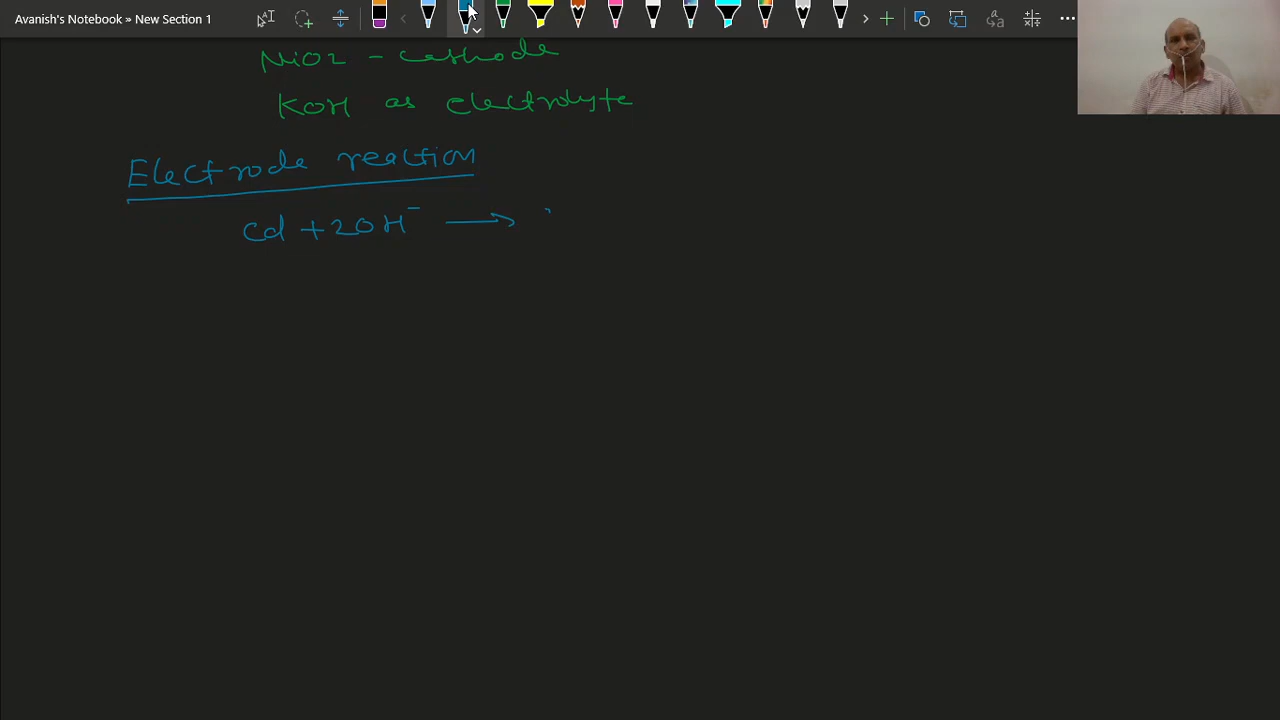 Avanish's Notebook » New Section 1
NiO2 - cathode
KOH as electrolyte
Electrode reaction
Cd + 2OH⁻ ⟶